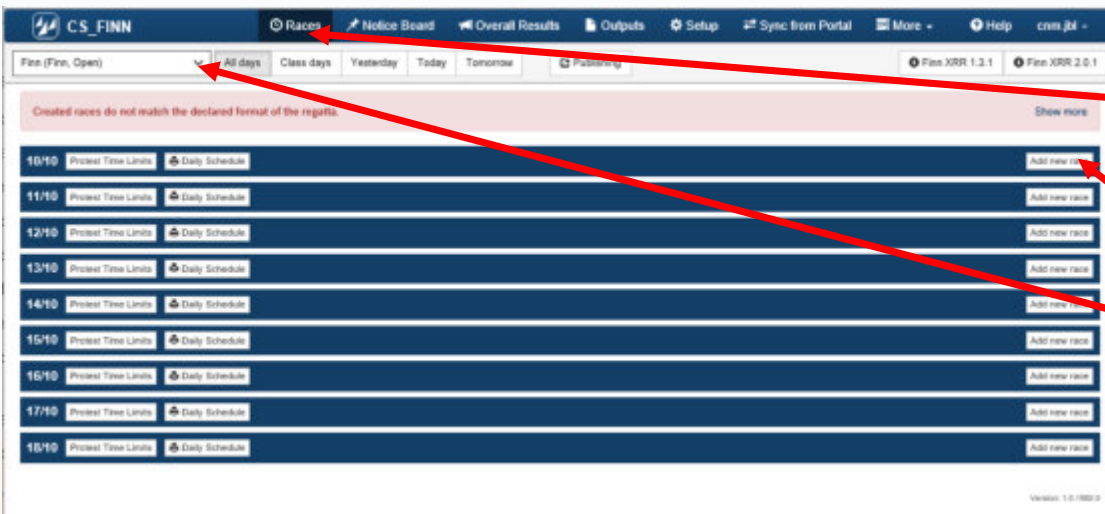 CS_FINN Races Notice Board Overall Results Outputs Setup Sync from Portal More Help cnm.jbl
Finn (Finn, Open) All days Class days Yesterday Today Tomorrow Publishing Finn XRR 1.2.1 Finn XRR 2.0.1
Created races do not match the declared format of the regatta. Show more
10/10 Protest Time Limits Daily Schedule Add new race
11/10 Protest Time Limits Daily Schedule Add new race
12/10 Protest Time Limits Daily Schedule Add new race
13/10 Protest Time Limits Daily Schedule Add new race
14/10 Protest Time Limits Daily Schedule Add new race
15/10 Protest Time Limits Daily Schedule Add new race
16/10 Protest Time Limits Daily Schedule Add new race
17/10 Protest Time Limits Daily Schedule Add new race
18/10 Protest Time Limits Daily Schedule Add new race
Version: